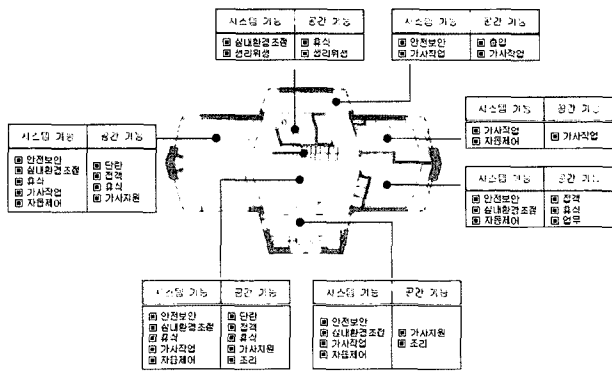 시스템 기능 공간 기능
실내환경조절 휴식
생리위생 생리위생
시스템 기능 공간 기능
안전보안 출입
가사작업 가사작업
시스템 기능 공간 기능
가사작업 가사작업
자동제어
시스템 기능 공간 기능
안전보안 단란
실내환경조절 접객
휴식 휴식
가사작업 가사지원
자동제어
시스템 기능 공간 기능
안전보안 접객
실내환경조절 휴식
자동제어 업무
시스템 기능 공간 기능
안전보안 단란
실내환경조절 접객
휴식 휴식
가사작업 가사지원
자동제어 조리
시스템 기능 공간 기능
안전보안
실내환경조절 가사지원
가사작업 조리
자동제어